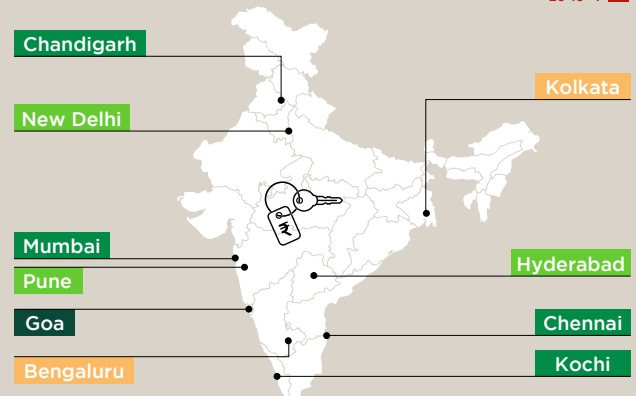 Chandigarh
Kolkata
New Delhi
₹
Mumbai
Hyderabad
Pune
Goa
Chennai
Bengaluru
Kochi